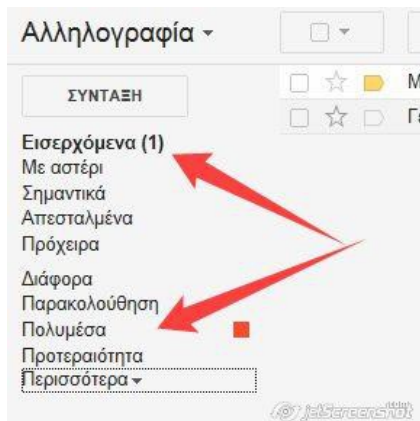 Αλληλογραφία
ΣΥΝΤΑΞΗ
Εισερχόμενα (1)
Με αστέρι
Σημαντικά
Απεσταλμένα
Πρόχειρα
Διάφορα
Παρακολούθηση
Πολυμέσα
Προτεραιότητα
Περισσότερα
jetScreenshot